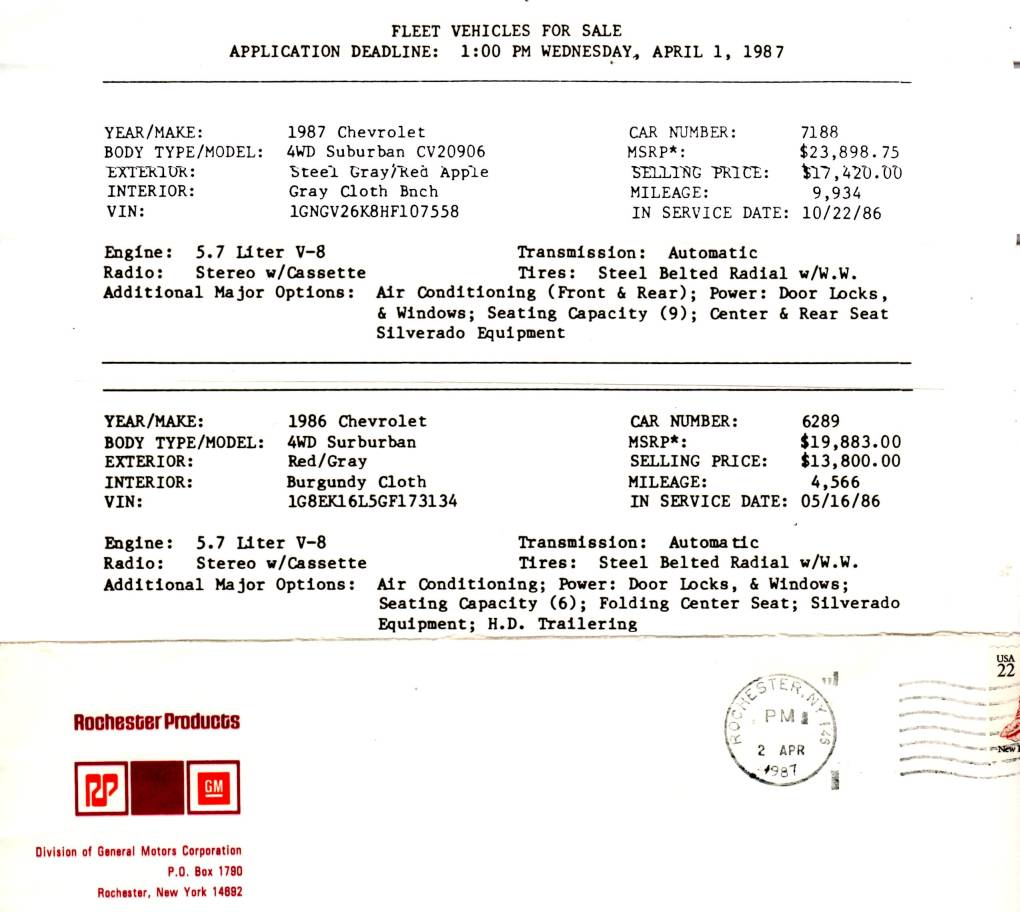 FLEET VEHICLES FOR SALE
APPLICATION DEADLINE: 1:00 PM WEDNESDAY, APRIL 1, 1987
YEAR/MAKE: 1987 Chevrolet CAR NUMBER: 7188
BODY TYPE/MODEL: 4WD Suburban CV20906 MSRP*: $23,898.75
EXTERIOR: Steel Gray/Red Apple SELLING PRICE: $17,420.00
INTERIOR: Gray Cloth Bnch MILEAGE: 9,934
VIN: 1GNGV26K8HF107558 IN SERVICE DATE: 10/22/86
Engine: 5.7 Liter V-8 Transmission: Automatic
Radio: Stereo w/Cassette Tires: Steel Belted Radial w/W.W.
Additional Major Options: Air Conditioning (Front & Rear); Power: Door Locks,
& Windows; Seating Capacity (9); Center & Rear Seat
Silverado Equipment
YEAR/MAKE: 1986 Chevrolet CAR NUMBER: 6289
BODY TYPE/MODEL: 4WD Surburban MSRP*: $19,883.00
EXTERIOR: Red/Gray SELLING PRICE: $13,800.00
INTERIOR: Burgundy Cloth MILEAGE: 4,566
VIN: 1G8EK16L5GF173134 IN SERVICE DATE: 05/16/86
Engine: 5.7 Liter V-8 Transmission: Automatic
Radio: Stereo w/Cassette Tires: Steel Belted Radial w/W.W.
Additional Major Options: Air Conditioning; Power: Door Locks, & Windows;
Seating Capacity (6); Folding Center Seat; Silverado
Equipment; H.D. Trailering
USA
22
New
Rochester Products
ROCHESTER, NY 146
PM
2 APR
1987
RP GM
Division of General Motors Corporation
P.O. Box 1790
Rochester, New York 14692